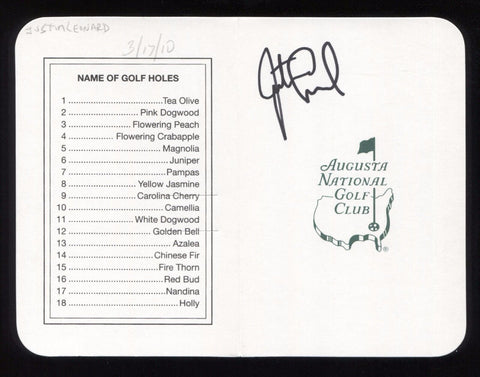 JUSTIN LEONARD
3/17/10
NAME OF GOLF HOLES
1 ..........Tea Olive
2 ..........Pink Dogwood
3 ..........Flowering Peach
4 ..........Flowering Crabapple
5 ..........Magnolia
6 ..........Juniper
7 ..........Pampas
8 ..........Yellow Jasmine
9 ..........Carolina Cherry
10 ..........Camellia
11 ..........White Dogwood
12 ..........Golden Bell
13 ..........Azalea
14 ..........Chinese Fir
15 ..........Fire Thorn
16 ..........Red Bud
17 ..........Nandina
18 ..........Holly
AUGUSTA
NATIONAL
GOLF
CLUB
®